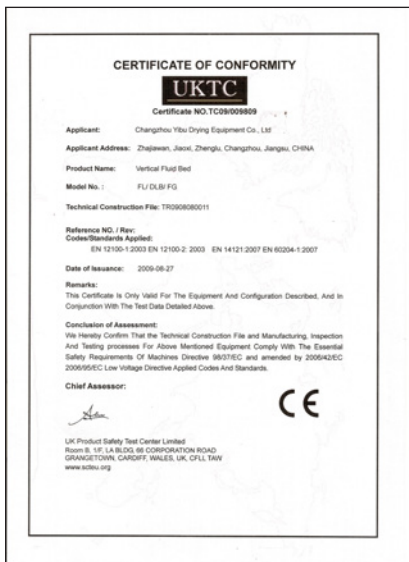 CERTIFICATE OF CONFORMITY
UKTC
Certificate NO.TC09/009809
Applicant: Changzhou Yibu Drying Equipment Co., Ltd
Applicant Address: Zhajiawan, Jiaoxi, Zhenglu, Changzhou, Jiangsu, CHINA
Product Name: Vertical Fluid Bed
Model No. : FL/ DLB/ FG
Technical Construction File: TR0908080011
Reference NO. / Rev:
Codes/Standards Applied:
EN 12100-1:2003 EN 12100-2: 2003 EN 14121:2007 EN 60204-1:2007
Date of Issuance: 2009-08-27
Remarks:
This Certificate Is Only Valid For The Equipment And Configuration Described, And In
Conjunction With The Test Data Detailed Above.
Conclusion of Assessment:
We Hereby Confirm That the Technical Construction File and Manufacturing, Inspection
And Testing processes For Above Mentioned Equipment Comply With The Essential
Safety Requirements Of Machines Directive 98/37/EC and amended by 2006/42/EC
2006/95/EC Low Voltage Directive Applied Codes And Standards.
Chief Assessor:
CE
UK Product Safety Test Center Limited
Room B, 1/F, LA BLDG, 66 CORPORATION ROAD
GRANGETOWN, CARDIFF, WALES, UK, CFLL TAW
www.scteu.org